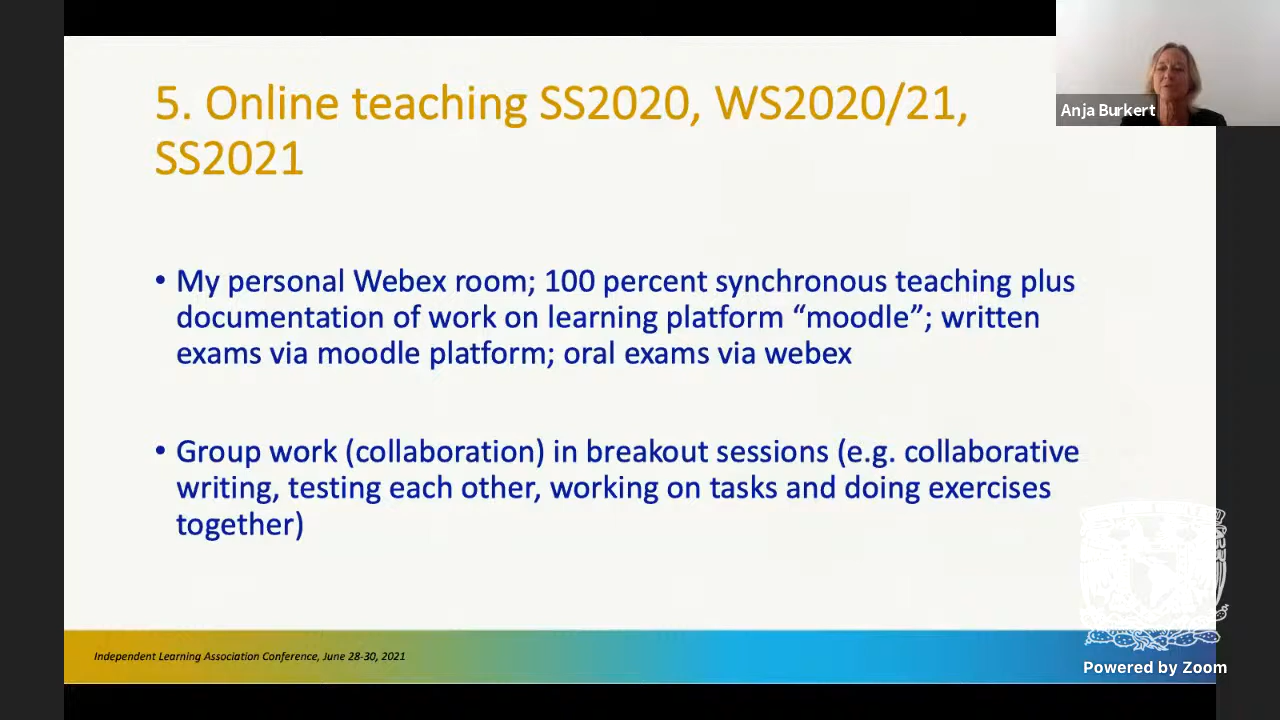 5. Online teaching SS2020, WS2020/21,
SS2021
Anja Burkert
• My personal Webex room; 100 percent synchronous teaching plus
documentation of work on learning platform “moodle”; written
exams via moodle platform; oral exams via webex
• Group work (collaboration) in breakout sessions (e.g. collaborative
writing, testing each other, working on tasks and doing exercises
together)
Independent Learning Association Conference, June 28-30, 2021
Powered by Zoom